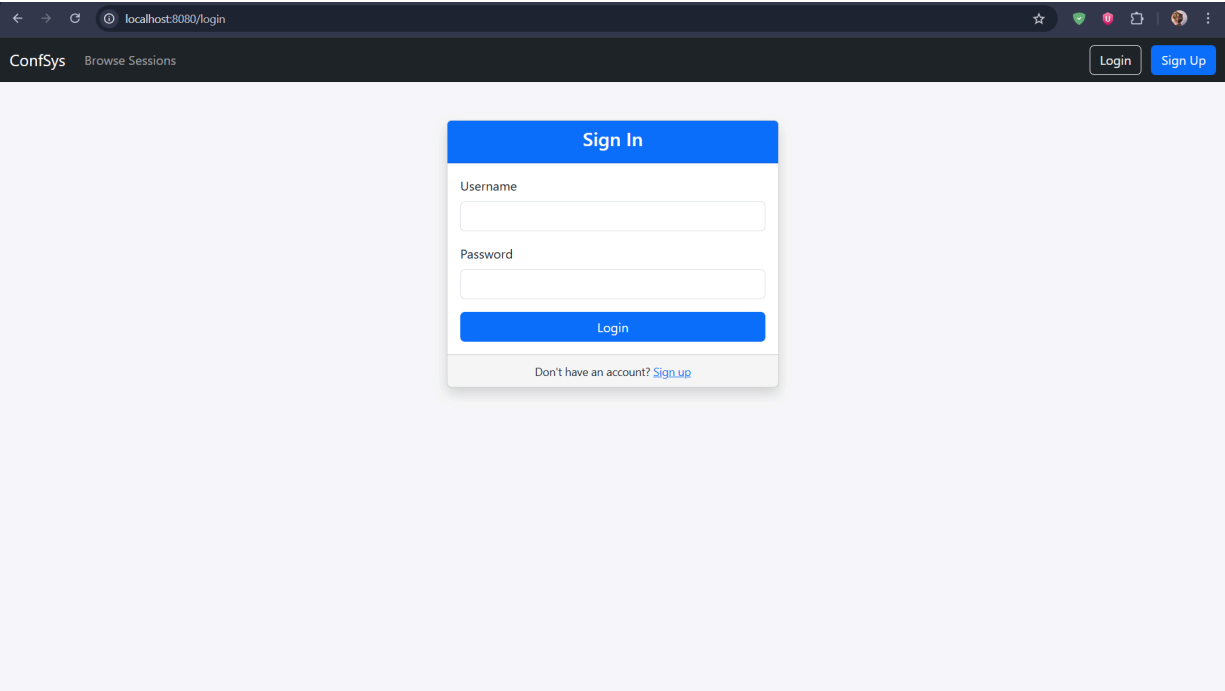 localhost:8080/login
ConfSys Browse Sessions Login Sign Up
Sign In
Username
Password
Login
Don't have an account? Sign up